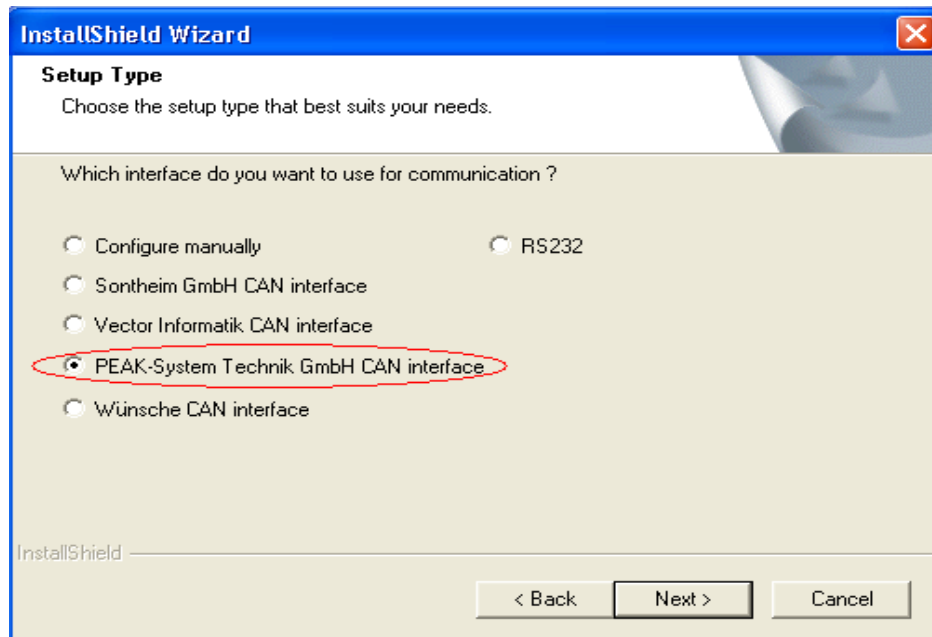 InstallShield Wizard
Setup Type
Choose the setup type that best suits your needs.
Which interface do you want to use for communication ?
Configure manually RS232
Sontheim GmbH CAN interface
Vector Informatik CAN interface
PEAK-System Technik GmbH CAN interface
Wünsche CAN interface
InstallShield
< Back Next > Cancel